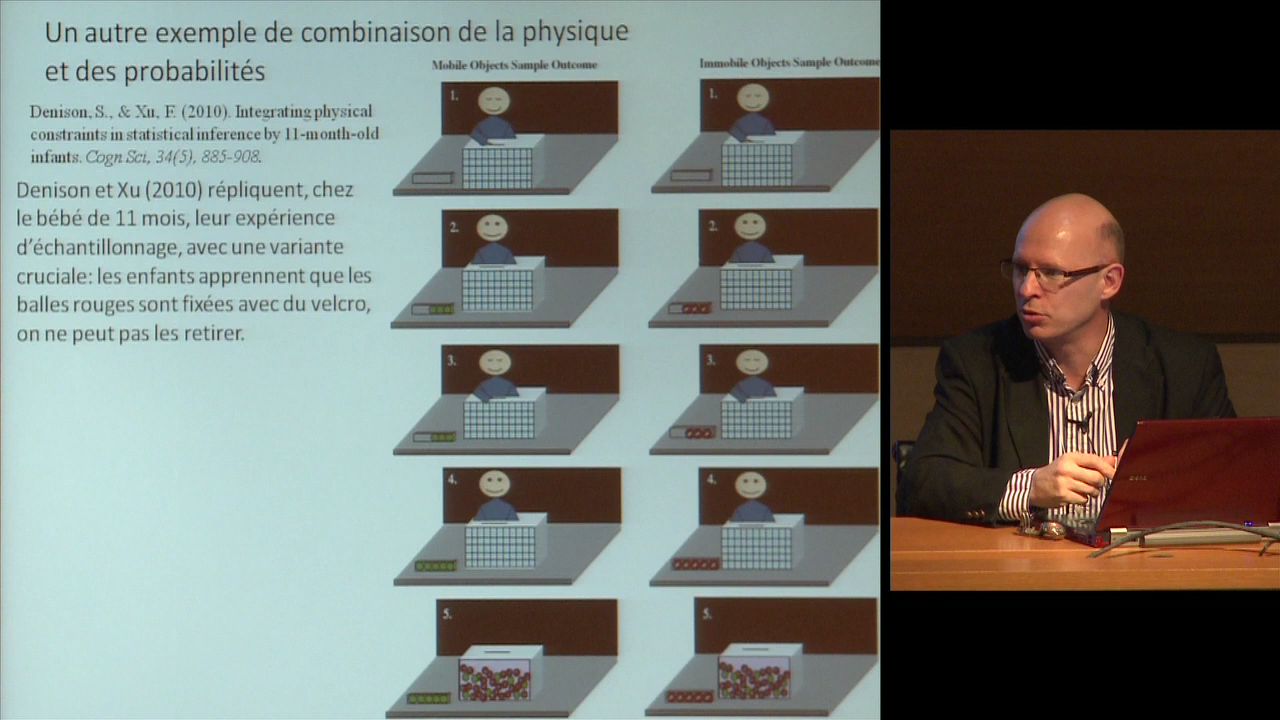 Un autre exemple de combinaison de la physique
et des probabilités
Denison, S., & Xu, F. (2010). Integrating physical
constraints in statistical inference by 11-month-old
infants. Cogn Sci, 34(5), 885-908.
Denison et Xu (2010) répliquent, chez
le bébé de 11 mois, leur expérience
d'échantillonnage, avec une variante
cruciale: les enfants apprennent que les
balles rouges sont fixées avec du velcro,
on ne peut pas les retirer.
Mobile Objects Sample Outcome
1.
2.
3.
4.
5.
Immobile Objects Sample Outcome
1.
2.
3.
4.
5.